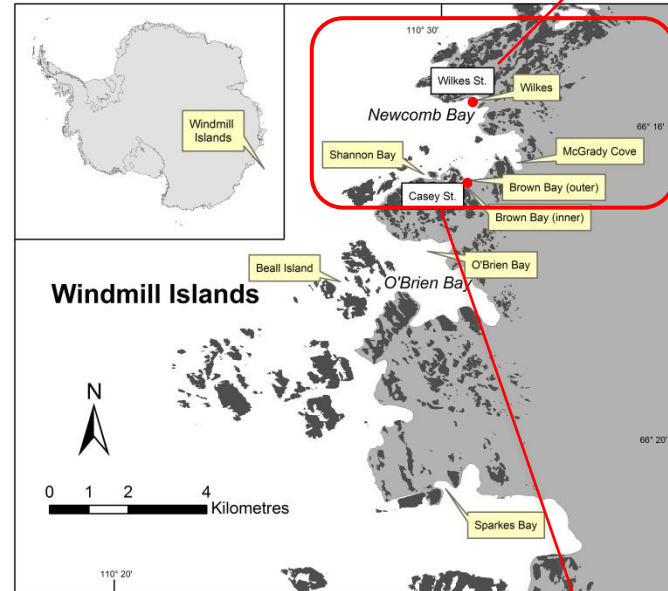 110° 30'
Wilkes St.
Wilkes
Newcomb Bay
66° 16'
Windmill
Islands
Shannon Bay
McGrady Cove
Casey St.
Brown Bay (outer)
Brown Bay (inner)
O'Brien Bay
Beall Island
O'Brien Bay
Windmill Islands
N
66° 20'
0 1 2 4
Kilometres
Sparkes Bay
110° 20'